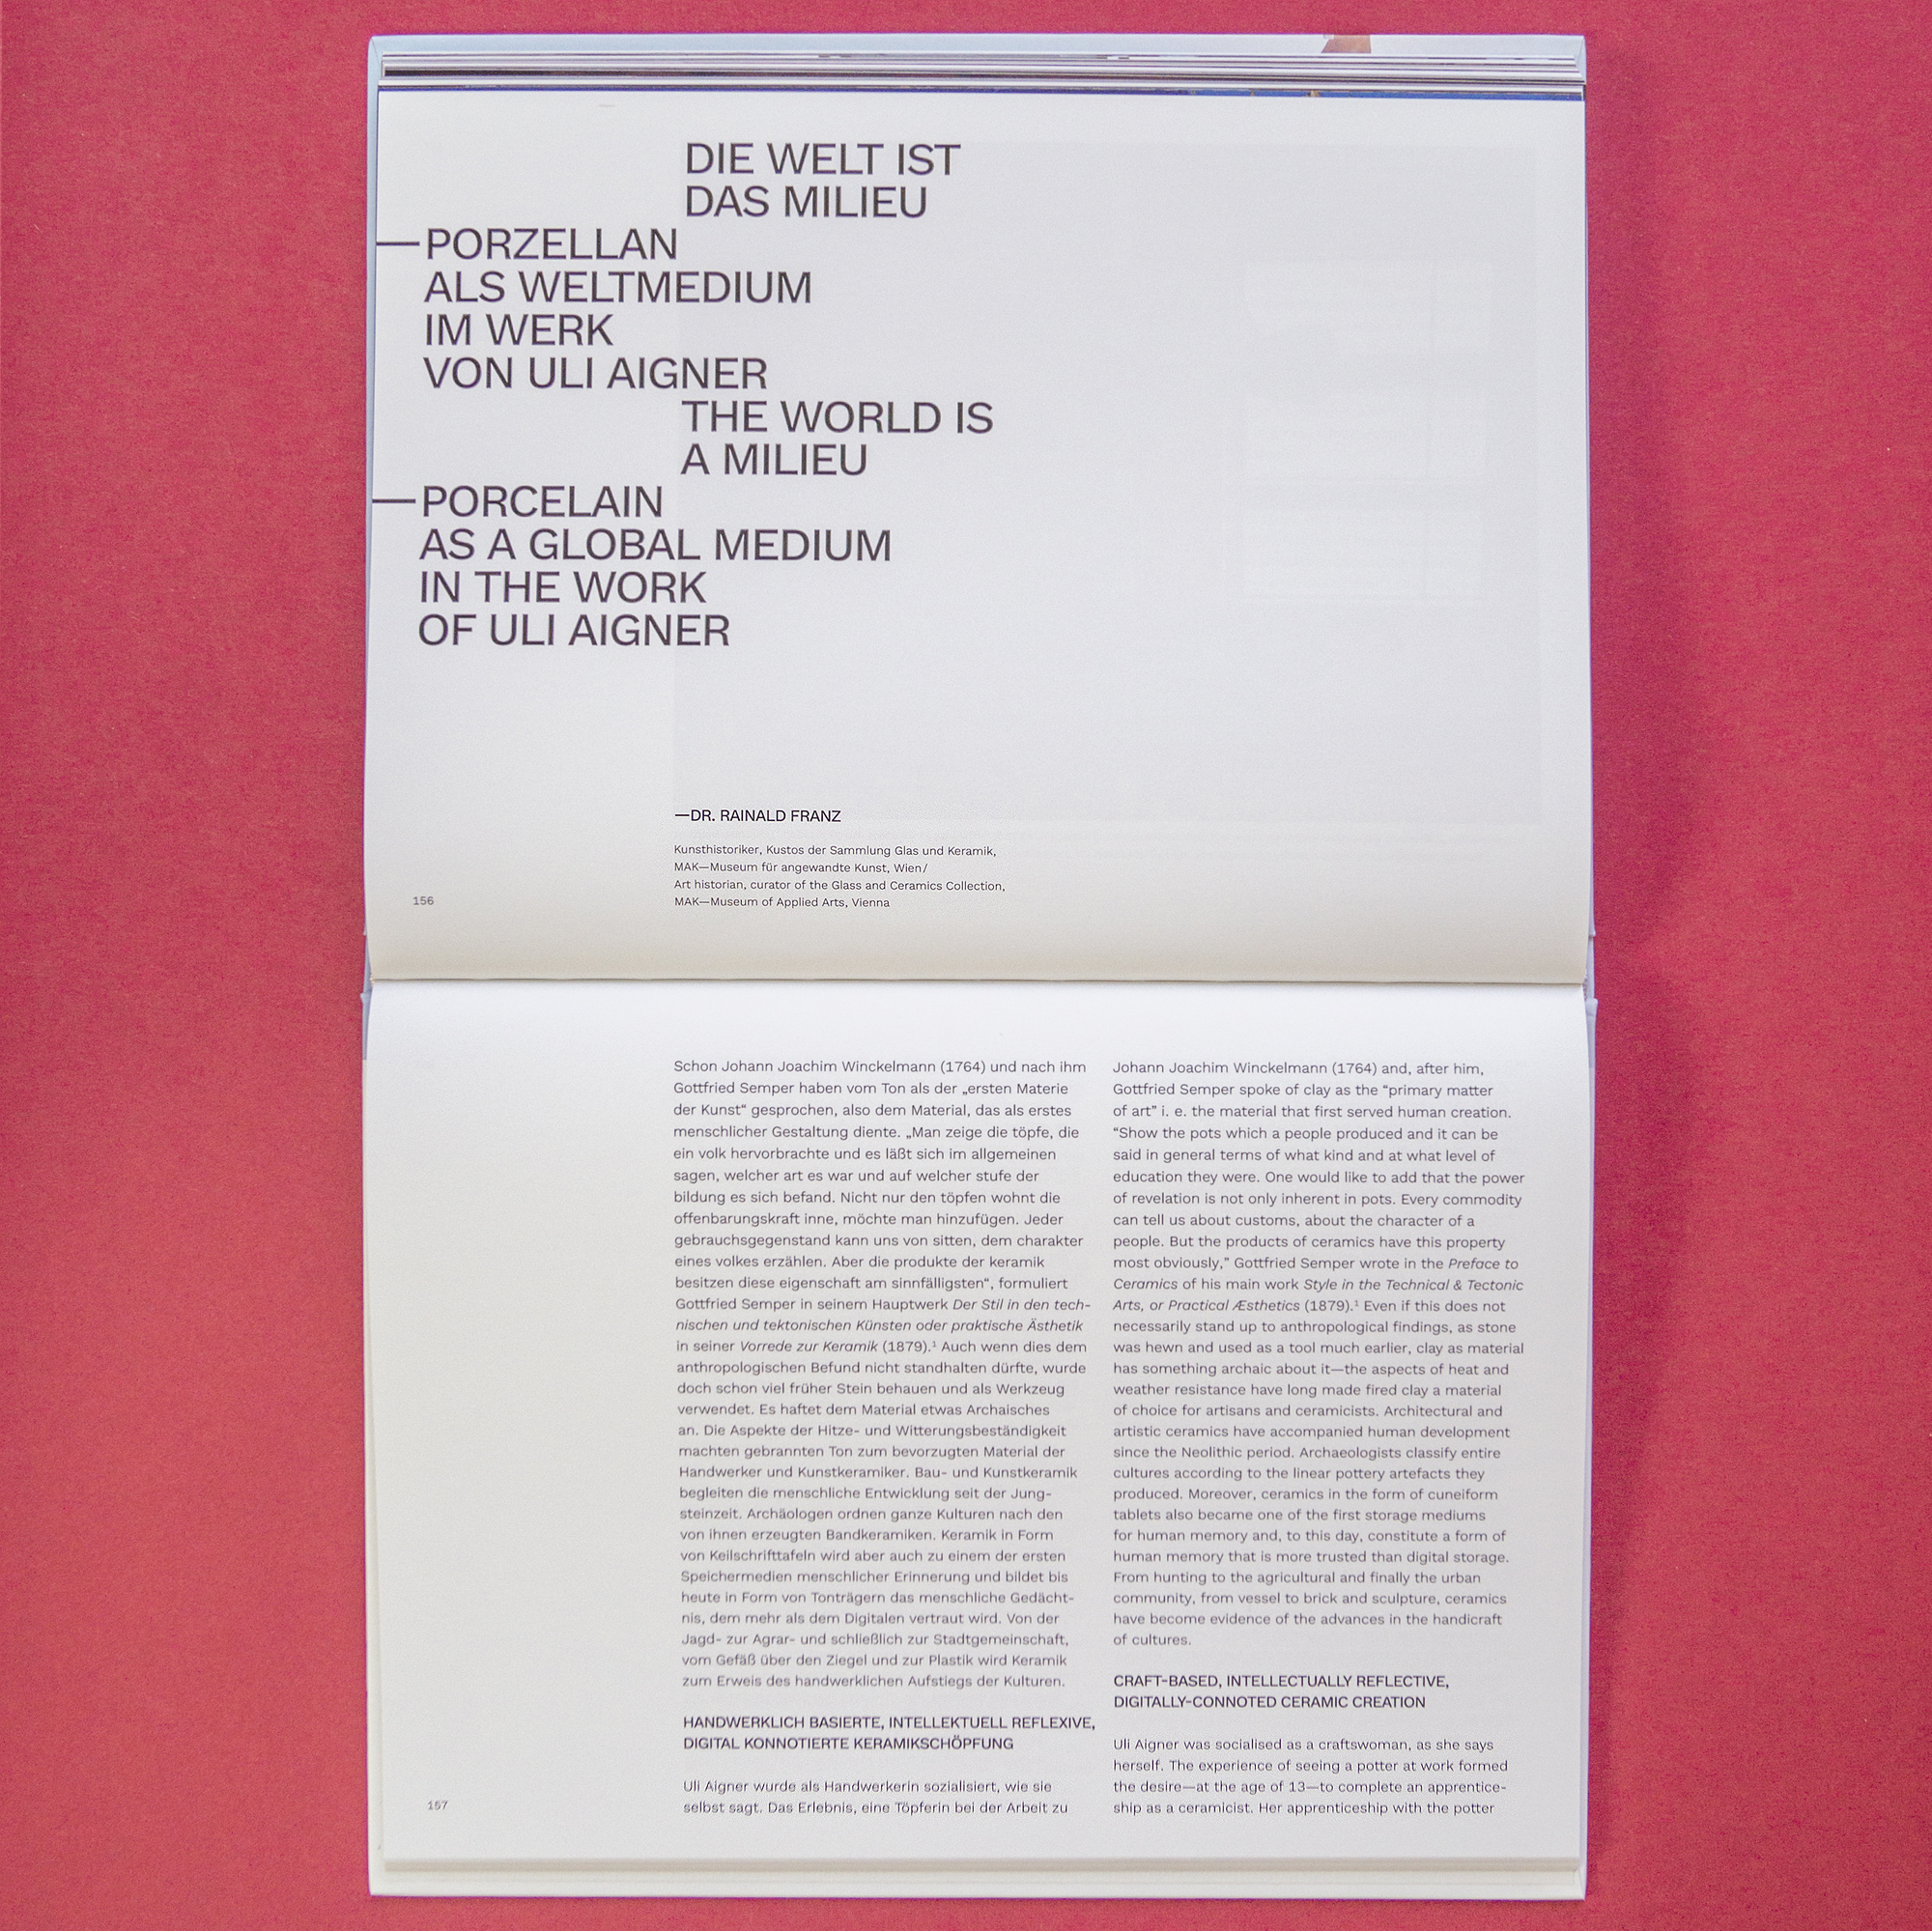 DIE WELT IST
DAS MILIEU
—PORZELLAN
ALS WELTMEDIUM
IM WERK
VON ULI AIGNER
THE WORLD IS
A MILIEU
—PORCELAIN
AS A GLOBAL MEDIUM
IN THE WORK
OF ULI AIGNER
—DR. RAINALD FRANZ
Kunsthistoriker, Kustos der Sammlung Glas und Keramik,
MAK—Museum für angewandte Kunst, Wien/
Art historian, curator of the Glass and Ceramics Collection,
MAK—Museum of Applied Arts, Vienna
156
Schon Johann Joachim Winckelmann (1764) und nach ihm
Gottfried Semper haben vom Ton als der „ersten Materie
der Kunst“ gesprochen, also dem Material, das als erstes
menschlicher Gestaltung diente. „Man zeige die töpfe, die
ein volk hervorbrachte und es läßt sich im allgemeinen
sagen, welcher art es war und auf welcher stufe der
bildung es sich befand. Nicht nur den töpfen wohnt die
offenbarungskraft inne, möchte man hinzufügen. Jeder
gebrauchsgegenstand kann uns von sitten, dem charakter
eines volkes erzählen. Aber die produkte der keramik
besitzen diese eigenschaft am sinnfälligsten“, formuliert
Gottfried Semper in seinem Hauptwerk Der Stil in den tech-
nischen und tektonischen Künsten oder praktische Ästhetik
in seiner Vorrede zur Keramik (1879).¹ Auch wenn dies dem
anthropologischen Befund nicht standhalten dürfte, wurde
doch schon viel früher Stein behauen und als Werkzeug
verwendet. Es haftet dem Material etwas Archaisches
an. Die Aspekte der Hitze- und Witterungsbeständigkeit
machten gebrannten Ton zum bevorzugten Material der
Handwerker und Kunstkeramiker. Bau- und Kunstkeramik
begleiten die menschliche Entwicklung seit der Jung-
steinzeit. Archäologen ordnen ganze Kulturen nach den
von ihnen erzeugten Bandkeramiken. Keramik in Form
von Keilschrifttafeln wird aber auch zu einem der ersten
Speichermedien menschlicher Erinnerung und bildet bis
heute in Form von Tonträgern das menschliche Gedächt-
nis, dem mehr als dem Digitalen vertraut wird. Von der
Jagd- zur Agrar- und schließlich zur Stadtgemeinschaft,
vom Gefäß über den Ziegel und zur Plastik wird Keramik
zum Erweis des handwerklichen Aufstiegs der Kulturen.
HANDWERKLICH BASIERTE, INTELLEKTUELL REFLEXIVE,
DIGITAL KONNOTIERTE KERAMIKSCHÖPFUNG
Uli Aigner wurde als Handwerkerin sozialisiert, wie sie
selbst sagt. Das Erlebnis, eine Töpferin bei der Arbeit zu
Johann Joachim Winckelmann (1764) and, after him,
Gottfried Semper spoke of clay as the “primary matter
of art” i. e. the material that first served human creation.
“Show the pots which a people produced and it can be
said in general terms of what kind and at what level of
education they were. One would like to add that the power
of revelation is not only inherent in pots. Every commodity
can tell us about customs, about the character of a
people. But the products of ceramics have this property
most obviously,” Gottfried Semper wrote in the Preface to
Ceramics of his main work Style in the Technical & Tectonic
Arts, or Practical Æsthetics (1879).¹ Even if this does not
necessarily stand up to anthropological findings, as stone
was hewn and used as a tool much earlier, clay as material
has something archaic about it—the aspects of heat and
weather resistance have long made fired clay a material
of choice for artisans and ceramicists. Architectural and
artistic ceramics have accompanied human development
since the Neolithic period. Archaeologists classify entire
cultures according to the linear pottery artefacts they
produced. Moreover, ceramics in the form of cuneiform
tablets also became one of the first storage mediums
for human memory and, to this day, constitute a form of
human memory that is more trusted than digital storage.
From hunting to the agricultural and finally the urban
community, from vessel to brick and sculpture, ceramics
have become evidence of the advances in the handicraft
of cultures.
CRAFT-BASED, INTELLECTUALLY REFLECTIVE,
DIGITALLY-CONNOTED CERAMIC CREATION
Uli Aigner was socialised as a craftswoman, as she says
herself. The experience of seeing a potter at work formed
the desire—at the age of 13—to complete an apprentice-
ship as a ceramicist. Her apprenticeship with the potter
157